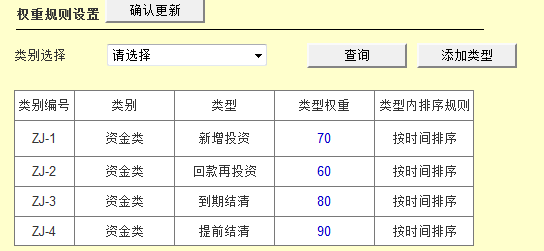 权重规则设置 确认更新
类别选择 请选择 查询 添加类型
类别编号 类别 类型 类型权重 类型内排序规则
ZJ-1 资金类 新增投资 70 按时间排序
ZJ-2 资金类 回款再投资 60 按时间排序
ZJ-3 资金类 到期结清 80 按时间排序
ZJ-4 资金类 提前结清 90 按时间排序